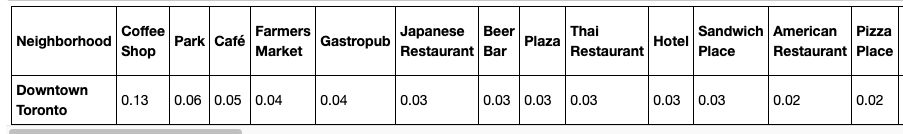 Neighborhood Coffee Shop Park Café Farmers Market Gastropub Japanese Restaurant Beer Bar Plaza Thai Restaurant Hotel Sandwich Place American Restaurant Pizza Place
Downtown Toronto 0.13 0.06 0.05 0.04 0.04 0.03 0.03 0.03 0.03 0.03 0.03 0.02 0.02